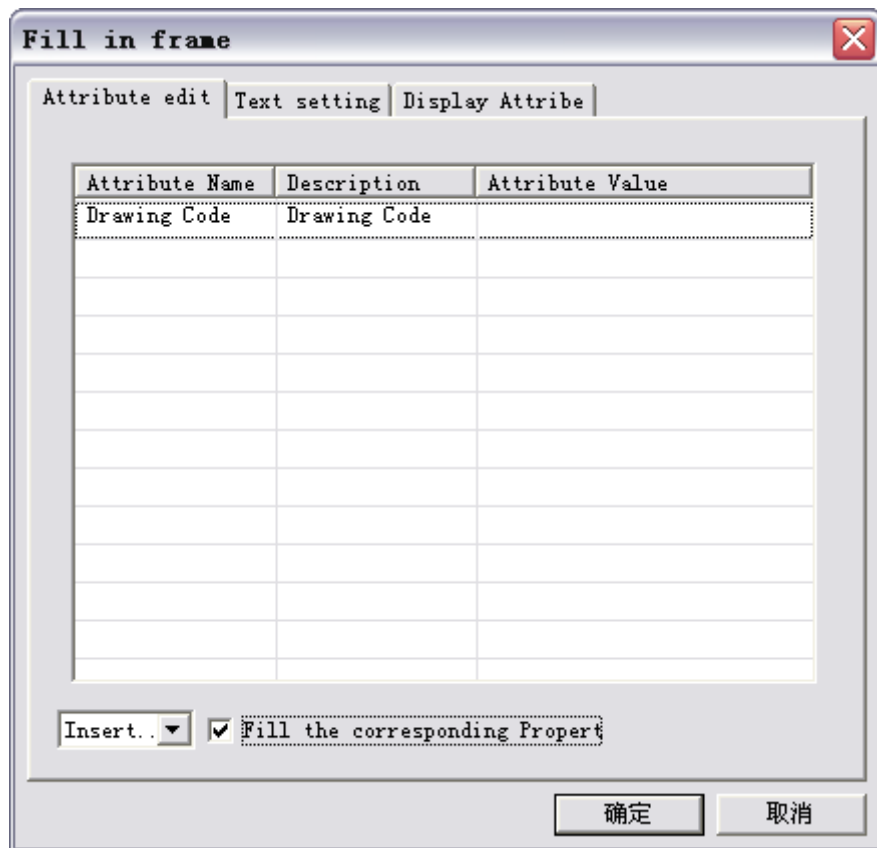 Fill in frame
Attribute edit Text setting Display Attribe
Attribute Name Description Attribute Value
Drawing Code Drawing Code
Insert.. Fill the corresponding Propert
确定 取消